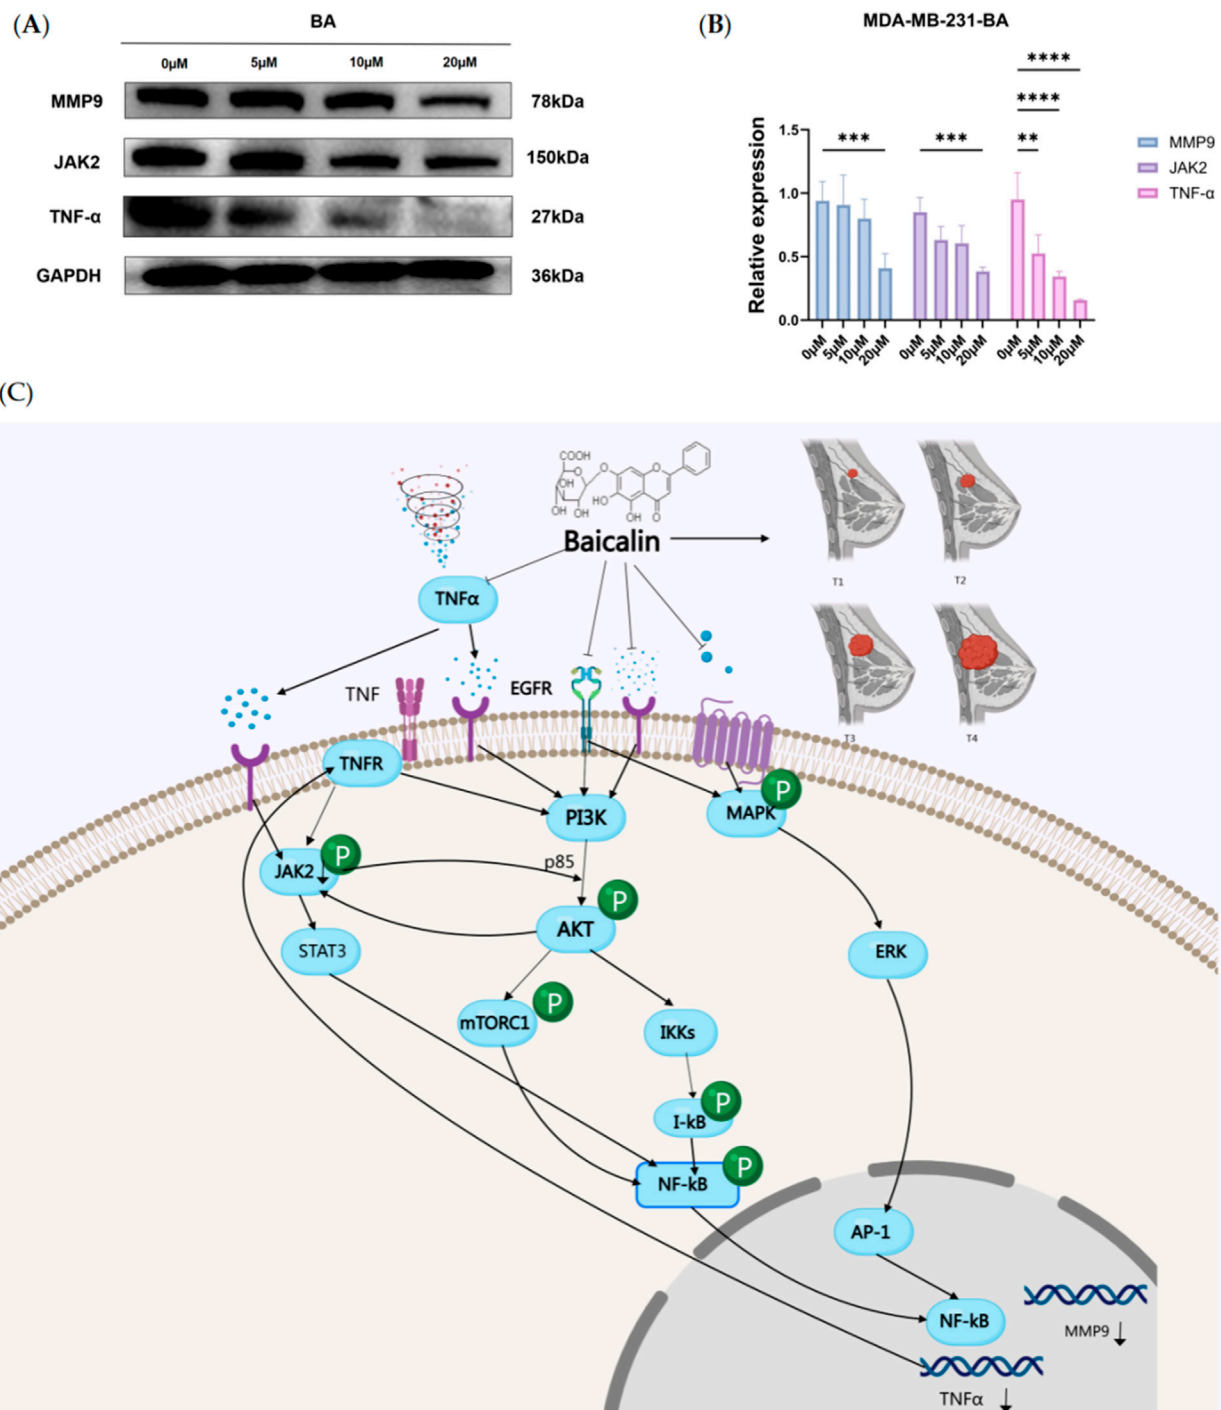 (A)
BA
0μM 5μM 10μM 20μM
MMP9 78kDa
JAK2 150kDa
TNF-α 27kDa
GAPDH 36kDa
(B)
MDA-MB-231-BA
Relative expression
1.5
1.0
0.5
0.0
*** *** ** **** ****
0μM 5μM 10μM 20μM 0μM 5μM 10μM 20μM 0μM 5μM 10μM 20μM
MMP9
JAK2
TNF-α
(C)
COOH
O
O
OH
OH
OH
HO
OH
O
O
Baicalin
T1 T2
TNFα
T3 T4
TNF
EGFR
TNFR
PI3K
MAPK
P
JAK2
P
p85
AKT
P
STAT3
ERK
mTORC1
P
IKKs
I-kB
P
NF-kB
P
AP-1
NF-kB
MMP9
TNFα